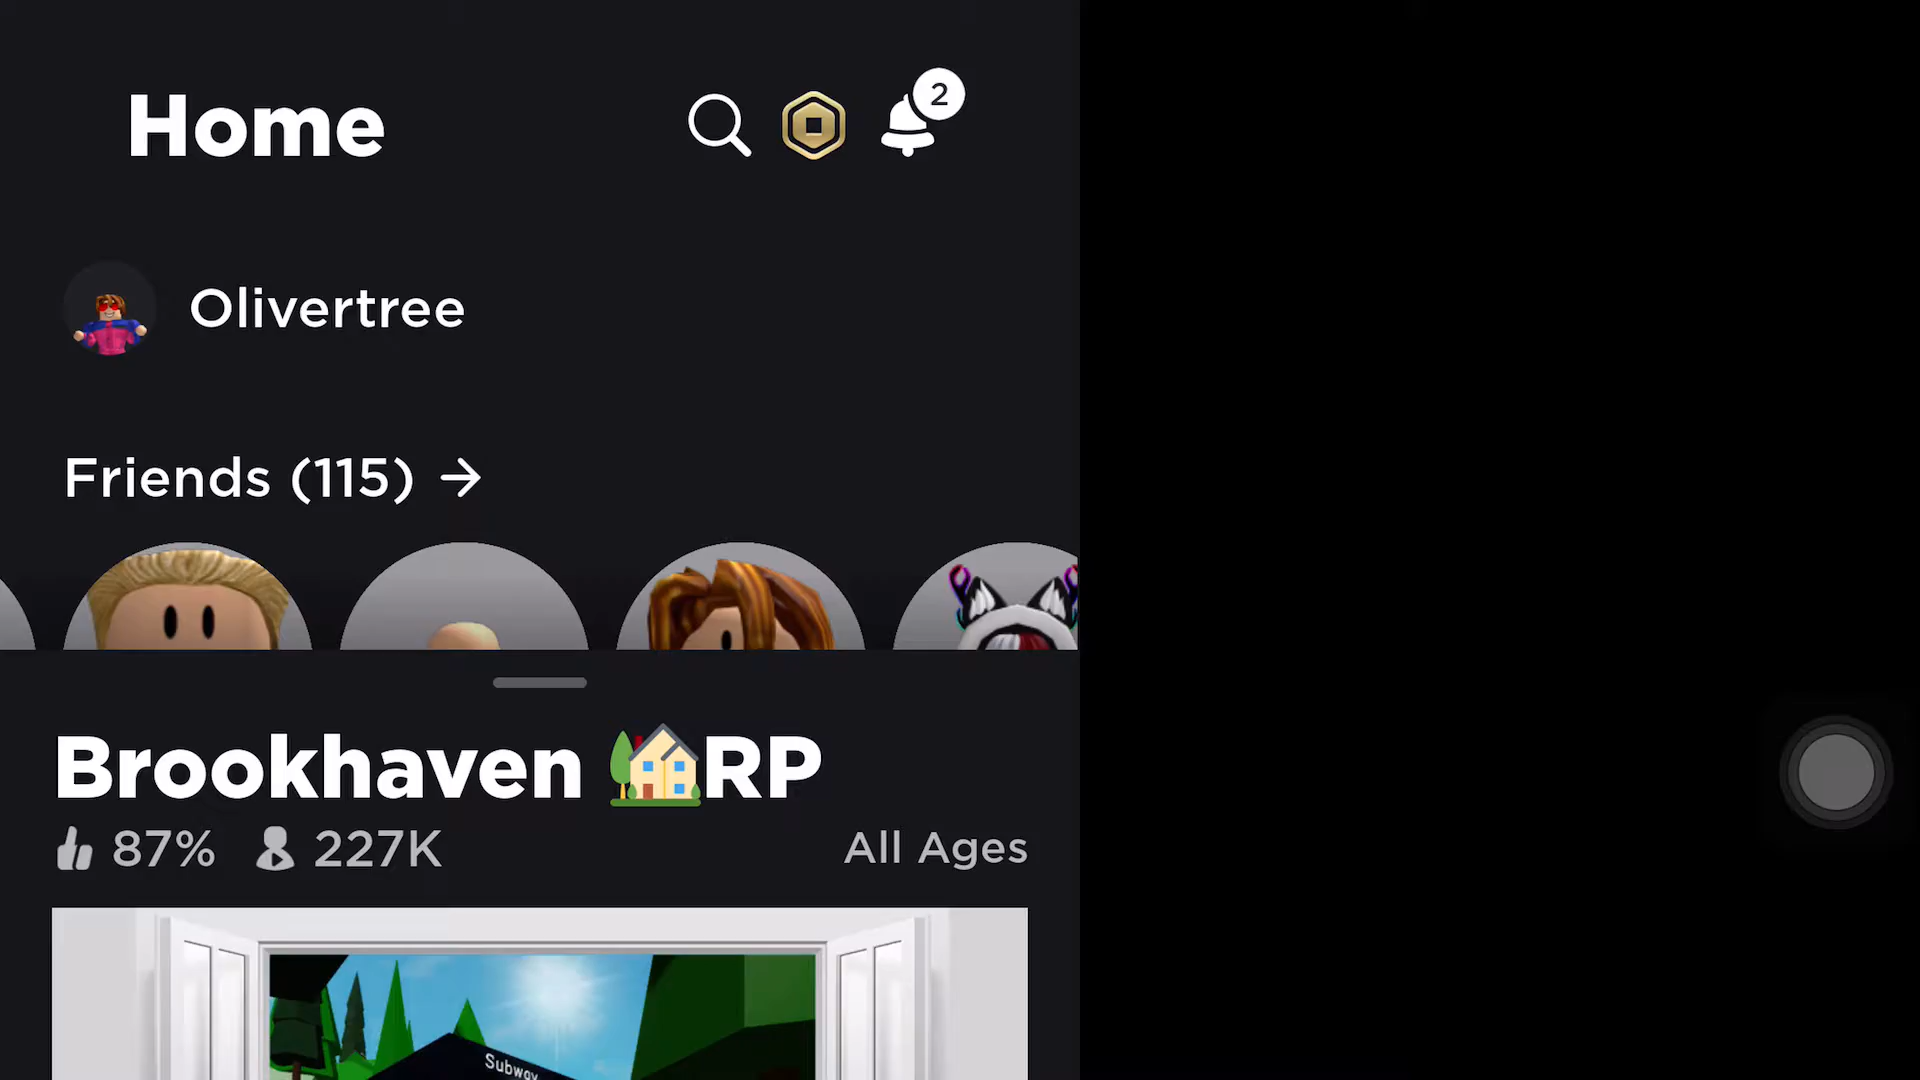 Home
2
Olivertree
Friends (115) →
Brookhaven 🏡RP
87% 227K All Ages
Subway